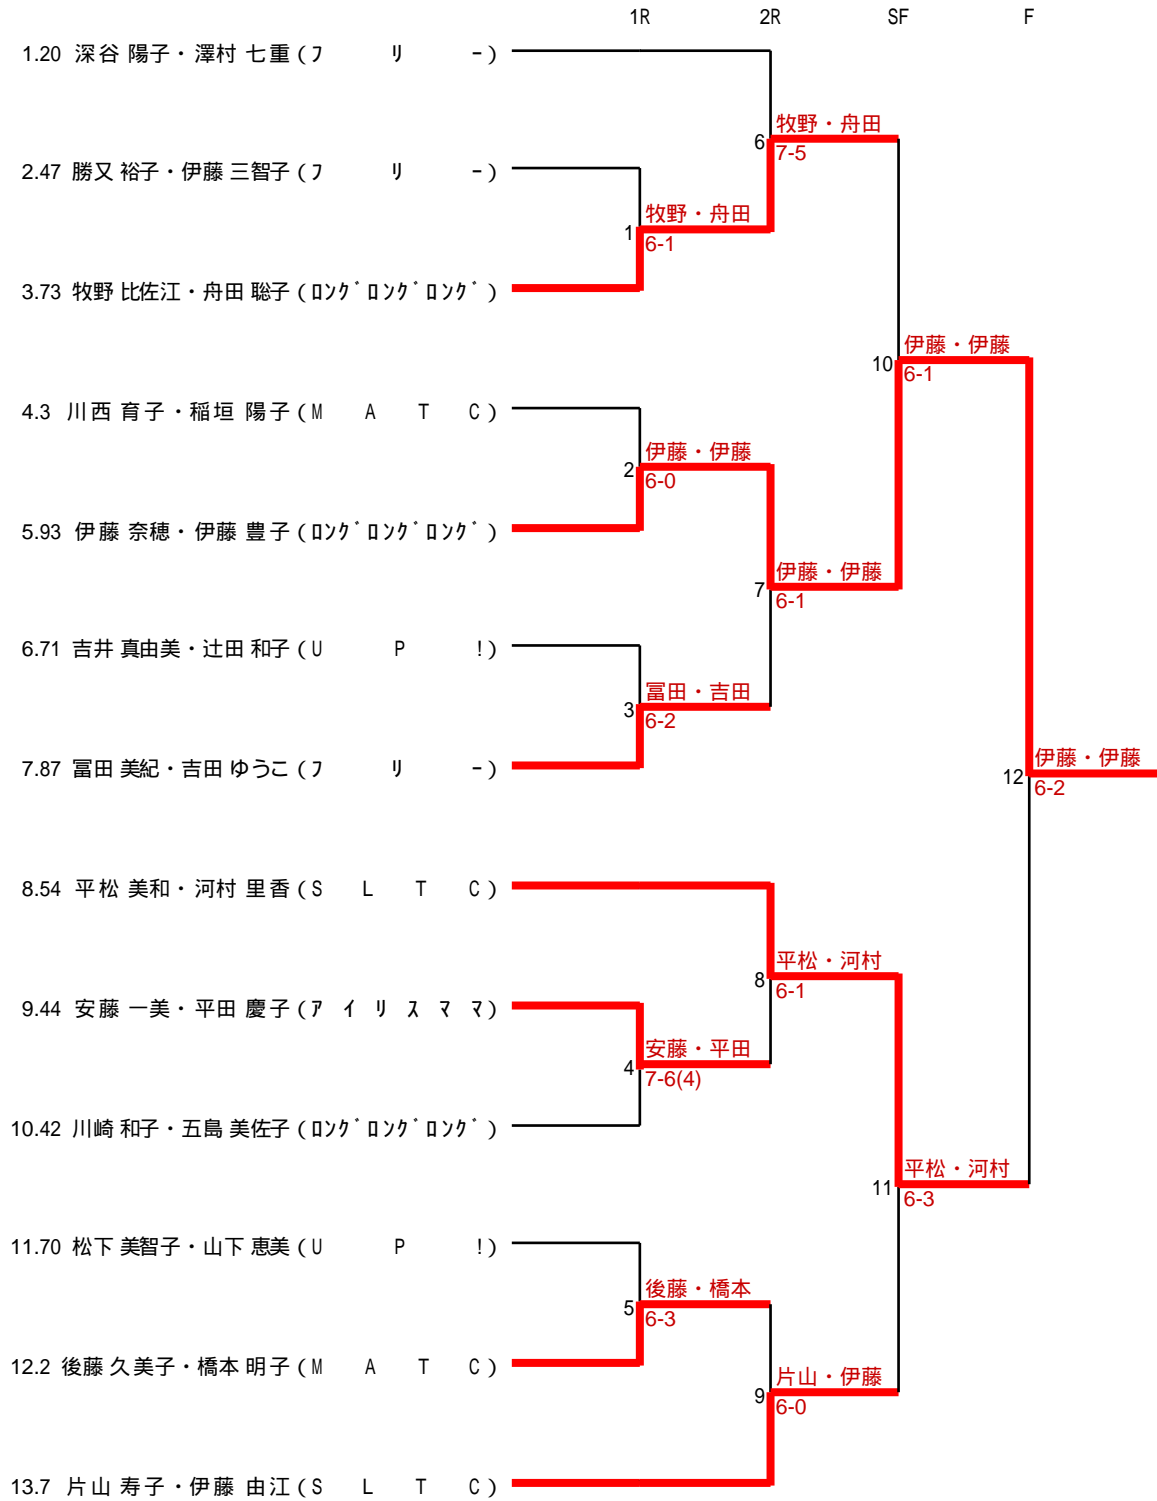 1R 2R SF F
1.20 深谷 陽子・澤村 七重 (ﾌ ﾘ ｰ)
6 牧野・舟田
7-5
2.47 勝又 裕子・伊藤 三智子 (ﾌ ﾘ ｰ)
1 牧野・舟田
6-1
3.73 牧野 比佐江・舟田 聡子 (ﾛﾝｸﾞﾛﾝｸﾞﾛﾝｸﾞ)
10 伊藤・伊藤
6-1
4.3 川西 育子・稲垣 陽子 (M A T C)
2 伊藤・伊藤
6-0
5.93 伊藤 奈穂・伊藤 豊子 (ﾛﾝｸﾞﾛﾝｸﾞﾛﾝｸﾞ)
7 伊藤・伊藤
6-1
6.71 吉井 真由美・辻田 和子 (U P !)
3 冨田・吉田
6-2
7.87 冨田 美紀・吉田 ゆうこ (ﾌ ﾘ ｰ)
12 伊藤・伊藤
6-2
8.54 平松 美和・河村 里香 (S L T C)
8 平松・河村
6-1
9.44 安藤 一美・平田 慶子 (ｱ ｲ ﾘ ｽ ﾏ ﾏ)
4 安藤・平田
7-6(4)
10.42 川崎 和子・五島 美佐子 (ﾛﾝｸﾞﾛﾝｸﾞﾛﾝｸﾞ)
11 平松・河村
6-3
11.70 松下 美智子・山下 恵美 (U P !)
5 後藤・橋本
6-3
12.2 後藤 久美子・橋本 明子 (M A T C)
9 片山・伊藤
6-0
13.7 片山 寿子・伊藤 由江 (S L T C)